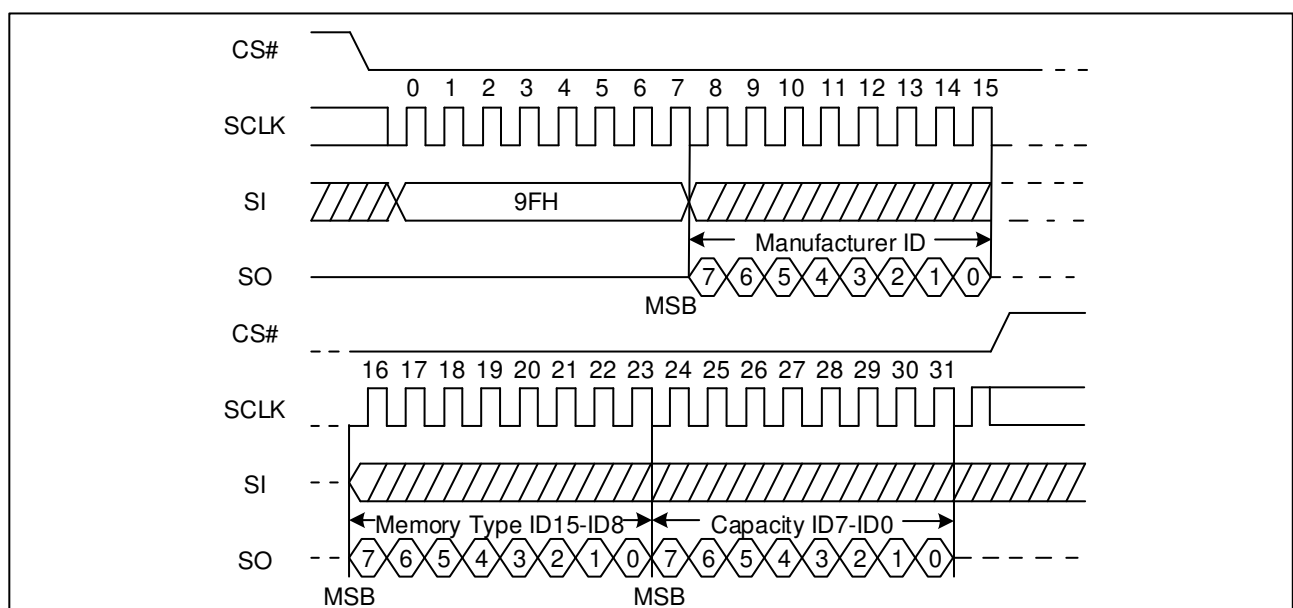 CS#
0 1 2 3 4 5 6 7 8 9 10 11 12 13 14 15
SCLK
SI 9FH
Manufacturer ID
SO 7 6 5 4 3 2 1 0
MSB
CS#
16 17 18 19 20 21 22 23 24 25 26 27 28 29 30 31
SCLK
SI
Memory Type ID15-ID8 Capacity ID7-ID0
SO 7 6 5 4 3 2 1 0 7 6 5 4 3 2 1 0
MSB MSB